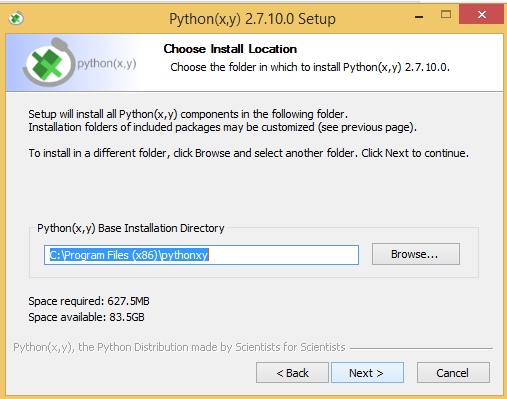 Python(x,y) 2.7.10.0 Setup
python(x,y)
Choose Install Location
Choose the folder in which to install Python(x,y) 2.7.10.0.
Setup will install all Python(x,y) components in the following folder.
Installation folders of included packages may be customized (see previous page).
To install in a different folder, click Browse and select another folder. Click Next to continue.
Python(x,y) Base Installation Directory
C:\Program Files (x86)\pythonxy
Browse...
Space required: 627.5MB
Space available: 83.5GB
Python(x,y), the Python Distribution made by Scientists for Scientists
< Back
Next >
Cancel